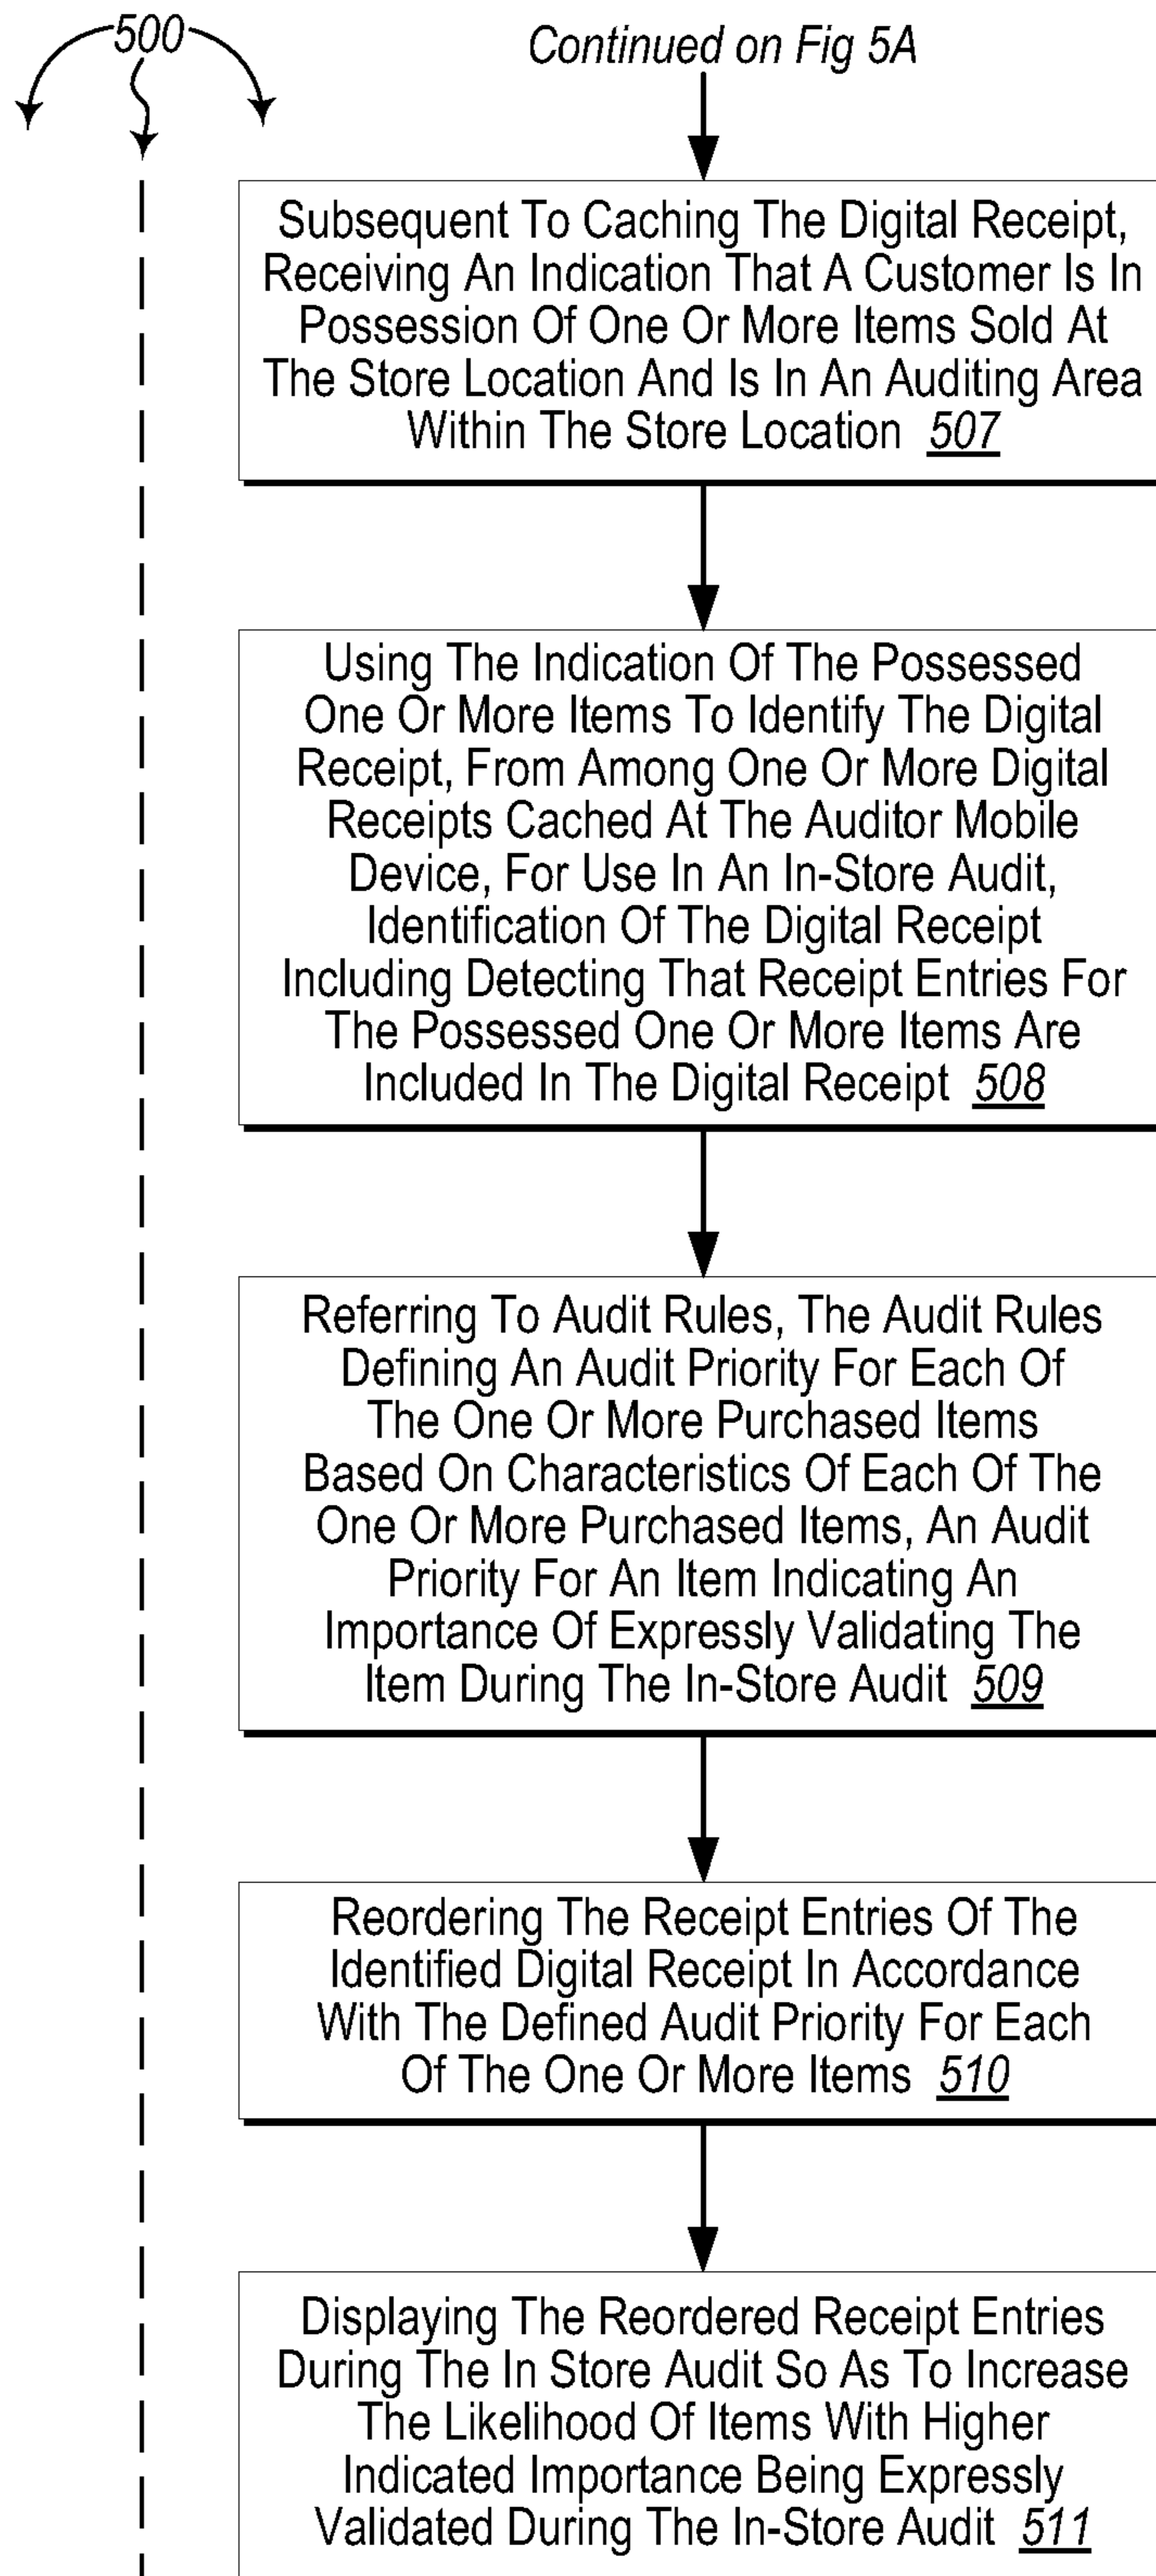 500
Continued on Fig 5A
Subsequent To Caching The Digital Receipt,
Receiving An Indication That A Customer Is In
Possession Of One Or More Items Sold At
The Store Location And Is In An Auditing Area
Within The Store Location 507
Using The Indication Of The Possessed
One Or More Items To Identify The Digital
Receipt, From Among One Or More Digital
Receipts Cached At The Auditor Mobile
Device, For Use In An In-Store Audit,
Identification Of The Digital Receipt
Including Detecting That Receipt Entries For
The Possessed One Or More Items Are
Included In The Digital Receipt 508
Referring To Audit Rules, The Audit Rules
Defining An Audit Priority For Each Of
The One Or More Purchased Items
Based On Characteristics Of Each Of The
One Or More Purchased Items, An Audit
Priority For An Item Indicating An
Importance Of Expressly Validating The
Item During The In-Store Audit 509
Reordering The Receipt Entries Of The
Identified Digital Receipt In Accordance
With The Defined Audit Priority For Each
Of The One Or More Items 510
Displaying The Reordered Receipt Entries
During The In Store Audit So As To Increase
The Likelihood Of Items With Higher
Indicated Importance Being Expressly
Validated During The In-Store Audit 511